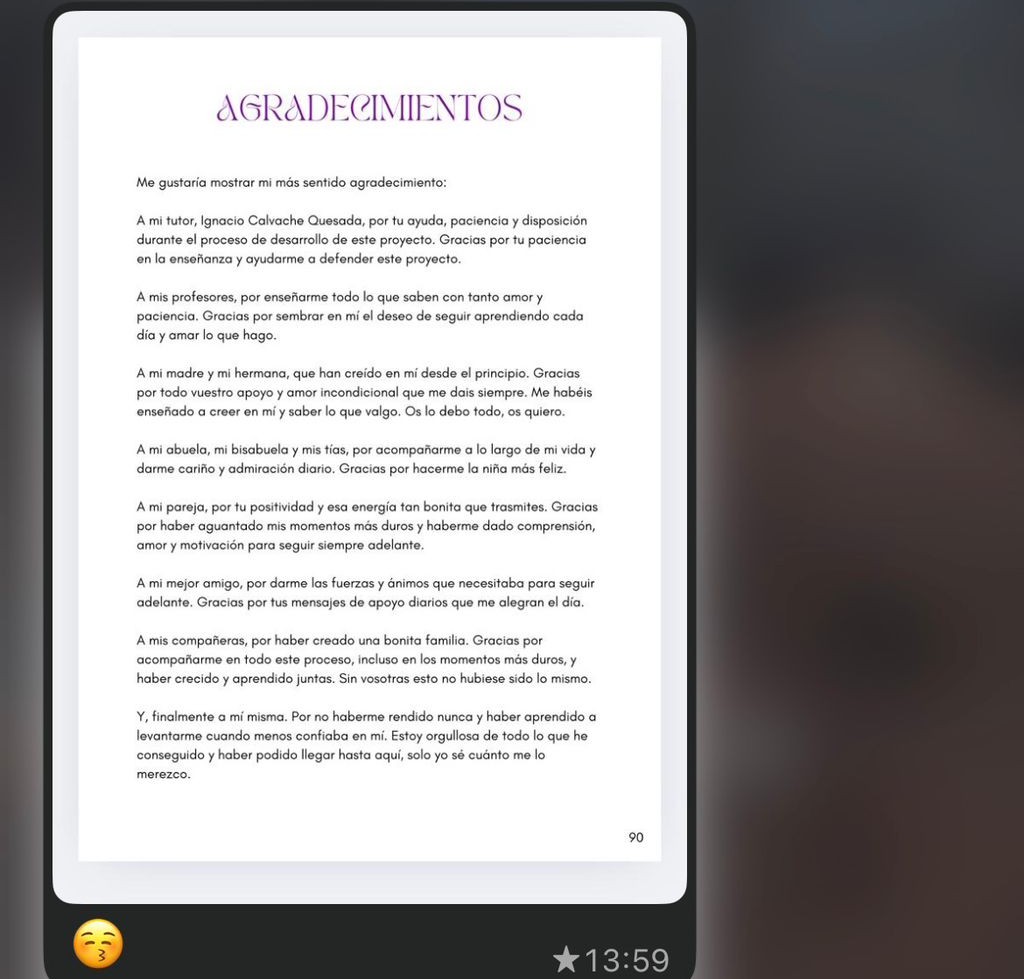 AGRADECIMIENTOS
Me gustaría mostrar mi más sentido agradecimiento:
A mi tutor, Ignacio Calvache Quesada, por tu ayuda, paciencia y disposición
durante el proceso de desarrollo de este proyecto. Gracias por tu paciencia
en la enseñanza y ayudarme a defender este proyecto.
A mis profesores, por enseñarme todo lo que saben con tanto amor y
paciencia. Gracias por sembrar en mí el deseo de seguir aprendiendo cada
día y amar lo que hago.
A mi madre y mi hermana, que han creído en mí desde el principio. Gracias
por todo vuestro apoyo y amor incondicional que me dais siempre. Me habéis
enseñado a creer en mí y saber lo que valgo. Os lo debo todo, os quiero.
A mi abuela, mi bisabuela y mis tías, por acompañarme a lo largo de mi vida y
darme cariño y admiración diario. Gracias por hacerme la niña más feliz.
A mi pareja, por tu positividad y esa energía tan bonita que trasmites. Gracias
por haber aguantado mis momentos más duros y haberme dado comprensión,
amor y motivación para seguir siempre adelante.
A mi mejor amigo, por darme las fuerzas y ánimos que necesitaba para seguir
adelante. Gracias por tus mensajes de apoyo diarios que me alegran el día.
A mis compañeras, por haber creado una bonita familia. Gracias por
acompañarme en todo este proceso, incluso en los momentos más duros, y
haber crecido y aprendido juntas. Sin vosotras esto no hubiese sido lo mismo.
Y, finalmente a mí misma. Por no haberme rendido nunca y haber aprendido a
levantarme cuando menos confiaba en mí. Estoy orgullosa de todo lo que he
conseguido y haber podido llegar hasta aquí, solo yo sé cuánto me lo
merezco.
90
😚 ★13:59